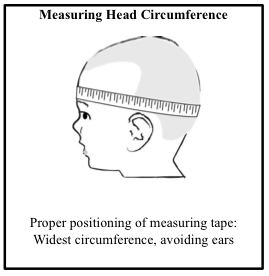 Measuring Head Circumference
Proper positioning of measuring tape:
Widest circumference, avoiding ears